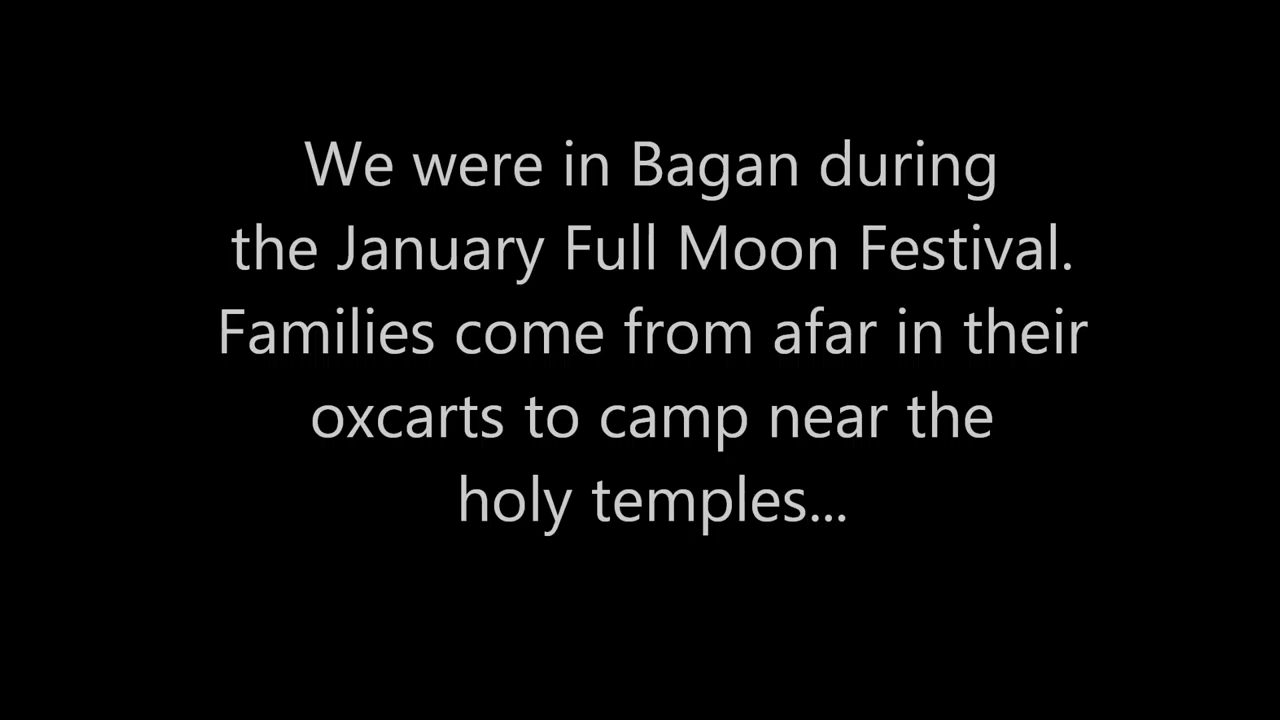 We were in Bagan during
the January Full Moon Festival.
Families come from afar in their
oxcarts to camp near the
holy temples...